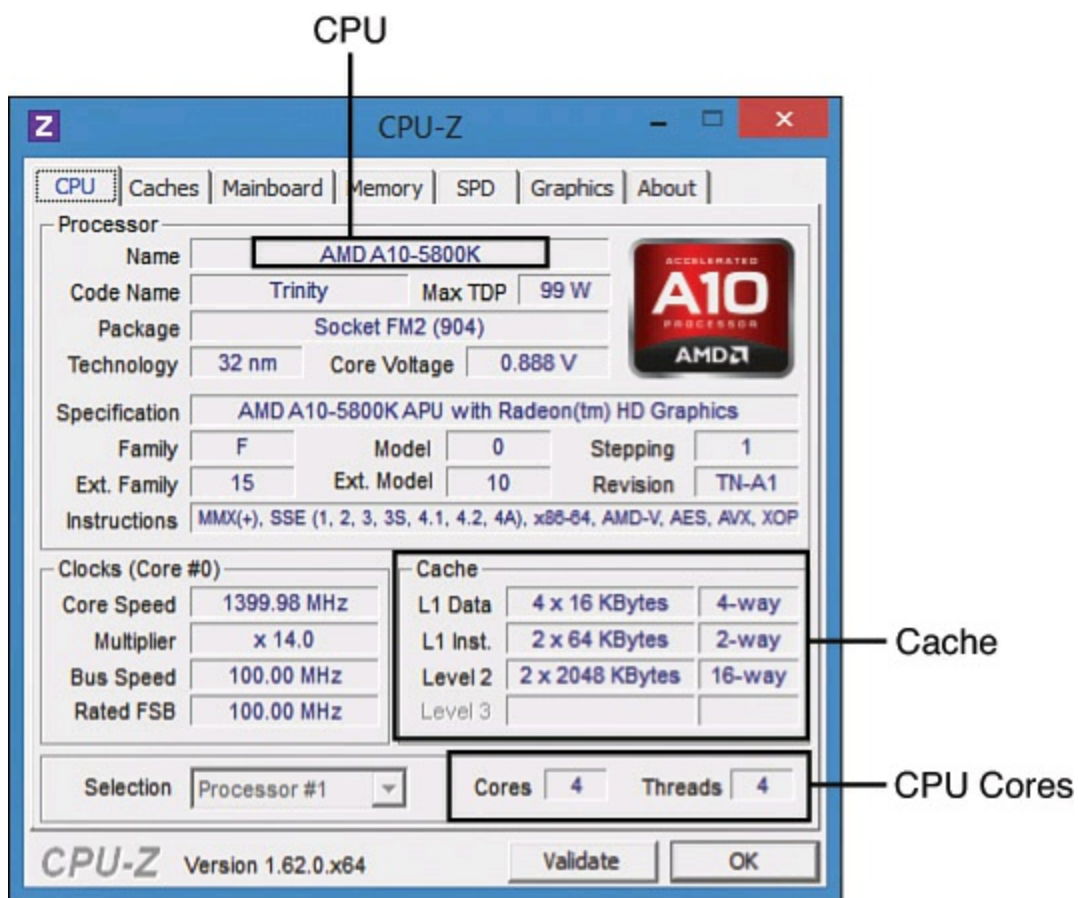 CPU
Z CPU-Z
CPU Caches Mainboard Memory SPD Graphics About
Processor
Name AMD A10-5800K
Code Name Trinity Max TDP 99 W
Package Socket FM2 (904)
Technology 32 nm Core Voltage 0.888 V
ACCELERATED
A10
PROCESSOR
AMD
Specification AMD A10-5800K APU with Radeon(tm) HD Graphics
Family F Model 0 Stepping 1
Ext. Family 15 Ext. Model 10 Revision TN-A1
Instructions MMX(+), SSE (1, 2, 3, 3S, 4.1, 4.2, 4A), x86-64, AMD-V, AES, AVX, XOP
Clocks (Core #0)
Core Speed 1399.98 MHz
Multiplier x 14.0
Bus Speed 100.00 MHz
Rated FSB 100.00 MHz
Cache
L1 Data 4 x 16 KBytes 4-way
L1 Inst. 2 x 64 KBytes 2-way
Level 2 2 x 2048 KBytes 16-way
Level 3
Cache
Selection Processor #1 Cores 4 Threads 4
CPU Cores
CPU-Z Version 1.62.0.x64 Validate OK